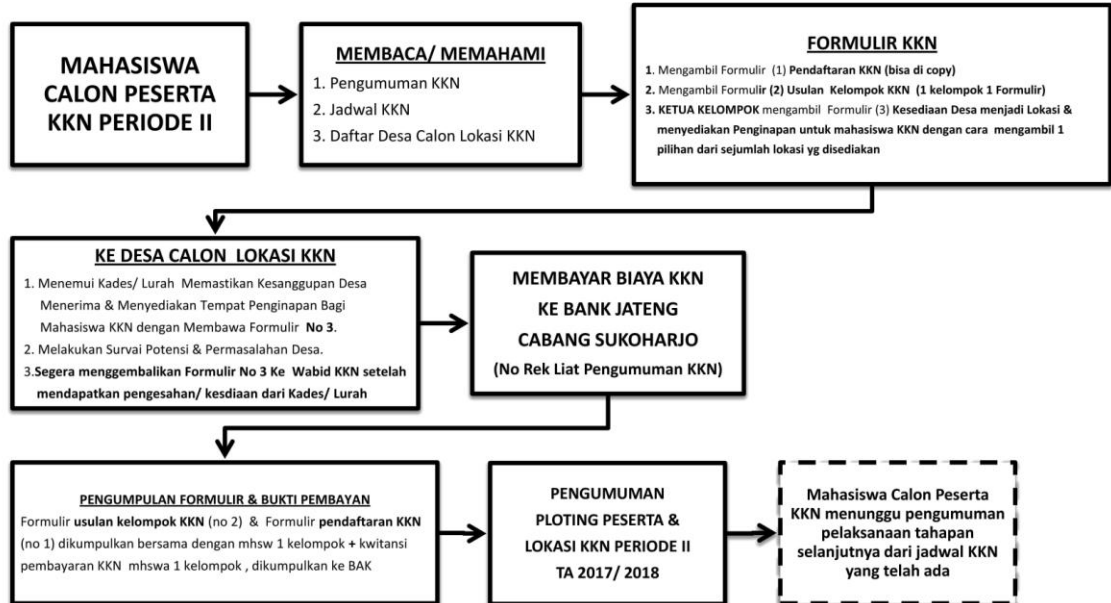 MAHASISWA
CALON PESERTA
KKN PERIODE II
MEMBACA/ MEMAHAMI
1. Pengumuman KKN
2. Jadwal KKN
3. Daftar Desa Calon Lokasi KKN
FORMULIR KKN
1. Mengambil Formulir (1) Pendaftaran KKN (bisa di copy)
2. Mengambil Formulir (2) Usulan Kelompok KKN (1 kelompok 1 Formulir)
3. KETUA KELOMPOK mengambil Formulir (3) Kesediaan Desa menjadi Lokasi &
menyediakan Penginapan untuk mahasiswa KKN dengan cara mengambil 1
pilihan dari sejumlah lokasi yg disediakan
KE DESA CALON LOKASI KKN
1. Menemui Kades/ Lurah Memastikan Kesanggupan Desa
Menerima & Menyediakan Tempat Penginapan Bagi
Mahasiswa KKN dengan Membawa Formulir No 3.
2. Melakukan Survai Potensi & Permasalahan Desa.
3.Segera menggembalikan Formulir No 3 Ke Wabid KKN setelah
mendapatkan pengesahan/ kesdiaan dari Kades/ Lurah
MEMBAYAR BIAYA KKN
KE BANK JATENG
CABANG SUKOHARJO
(No Rek Liat Pengumuman KKN)
PENGUMPULAN FORMULIR & BUKTI PEMBAYAN
Formulir usulan kelompok KKN (no 2) & Formulir pendaftaran KKN
(no 1) dikumpulkan bersama dengan mhsw 1 kelompok + kwitansi
pembayaran KKN mhswa 1 kelompok , dikumpulkan ke BAK
PENGUMUMAN
PLOTING PESERTA &
LOKASI KKN PERIODE II
TA 2017/ 2018
Mahasiswa Calon Peserta
KKN menunggu pengumuman
pelaksanaan tahapan
selanjutnya dari jadwal KKN
yang telah ada